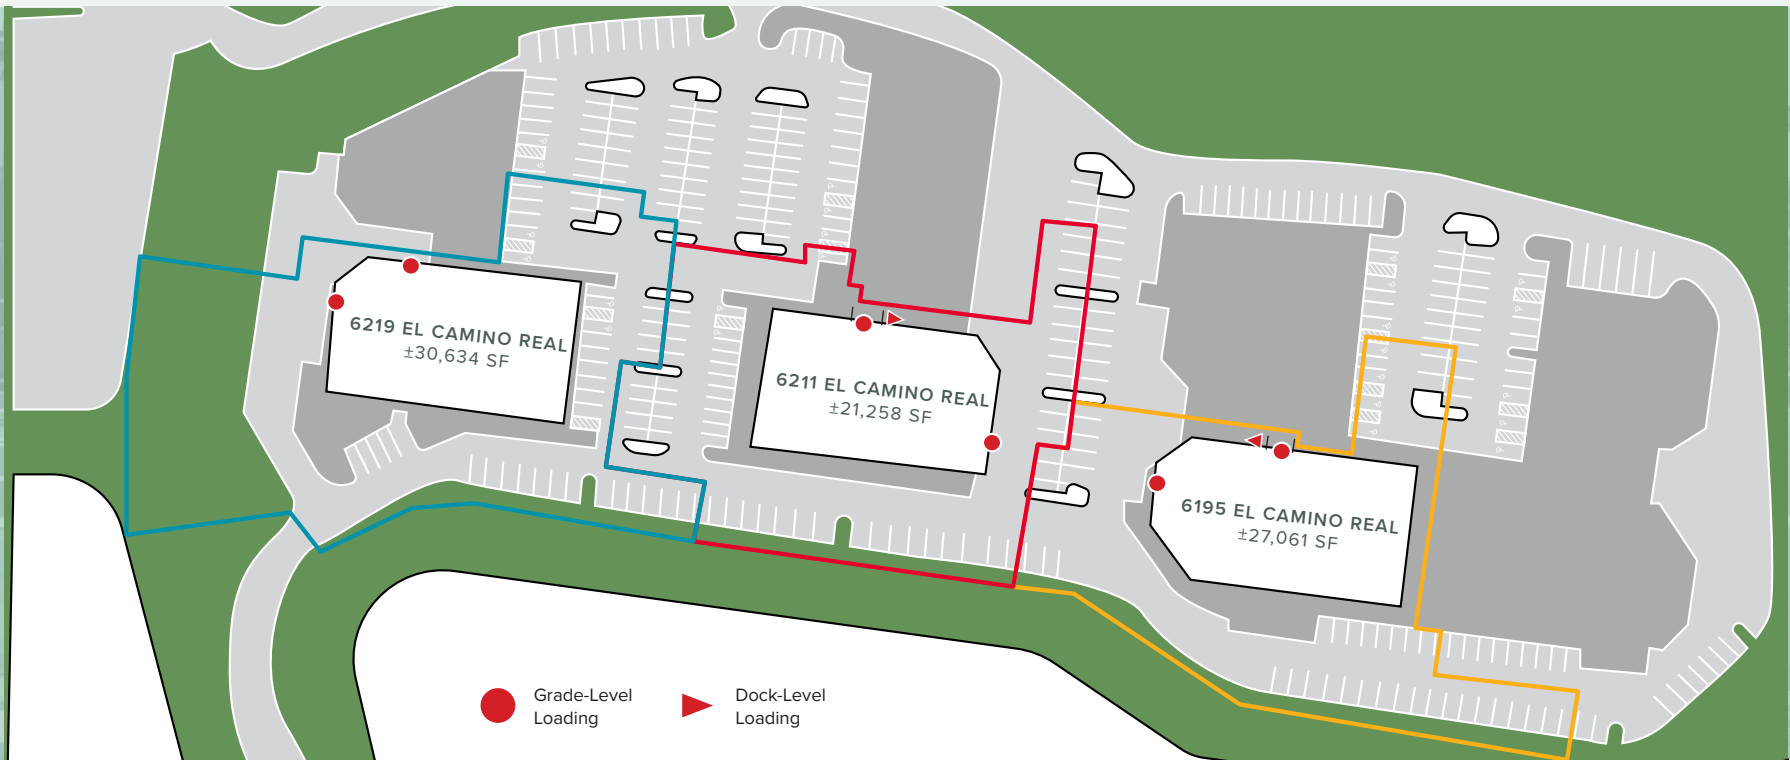 6219 EL CAMINO REAL
±30,634 SF
6211 EL CAMINO REAL
±21,258 SF
6195 EL CAMINO REAL
±27,061 SF
Grade-Level
Loading
Dock-Level
Loading